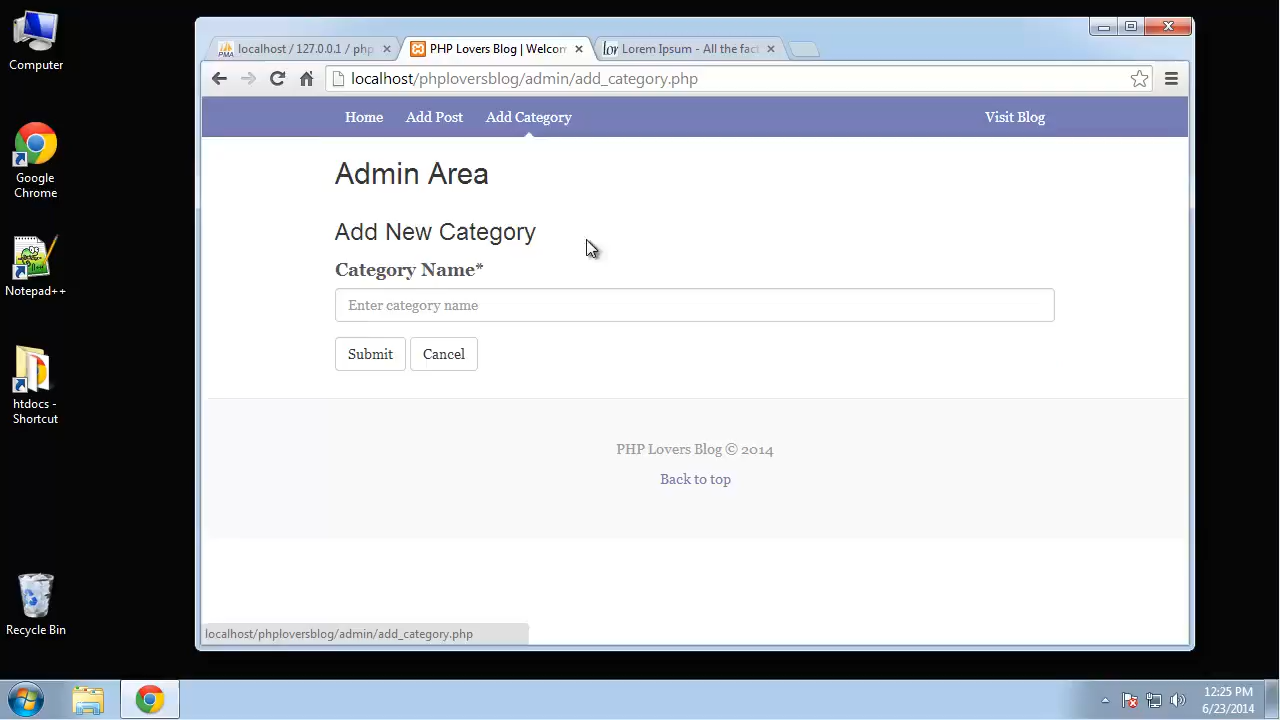 Computer
Google
Chrome
Notepad++
htdocs -
Shortcut
Recycle Bin
localhost / 127.0.0.1 / php
PHP Lovers Blog | Welcom
Lorem Ipsum - All the fac
localhost/phploversblog/admin/add_category.php
Home
Add Post
Add Category
Visit Blog
Admin Area
Add New Category
Category Name*
Enter category name
Submit
Cancel
PHP Lovers Blog © 2014
Back to top
localhost/phploversblog/admin/add_category.php
12:25 PM
6/23/2014